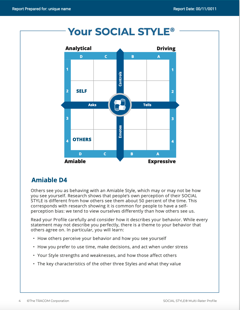 Report Prepared for: unique name
Report Date: 00/11/0011
Your SOCIAL STYLE®
Analytical Driving
D C B A
1 1
Controls
2 SELF 2
Asks Tells
3 3
Emotes
4 OTHERS 4
D C B A
Amiable Expressive
Amiable D4
Others see you as behaving with an Amiable Style, which may or may not be how
you see yourself. Research shows that people's own perception of their SOCIAL
STYLE is different from how others see them about 50 percent of the time. This
corresponds with research showing it is common for people to have a self-
perception bias: we tend to view ourselves differently than how others see us.
Read your Profile carefully and consider how it describes your behavior. While every
statement may not describe you perfectly, there is a theme to your behavior that
others agree on. In particular, you will learn:
• How others perceive your behavior and how you see yourself
• How you prefer to use time, make decisions, and act when under stress
• Your Style strengths and weaknesses, and how those affect others
• The key characteristics of the other three Styles and what they value
©The TRACOM Corporation
SOCIAL STYLE® Multi-Rater Profile